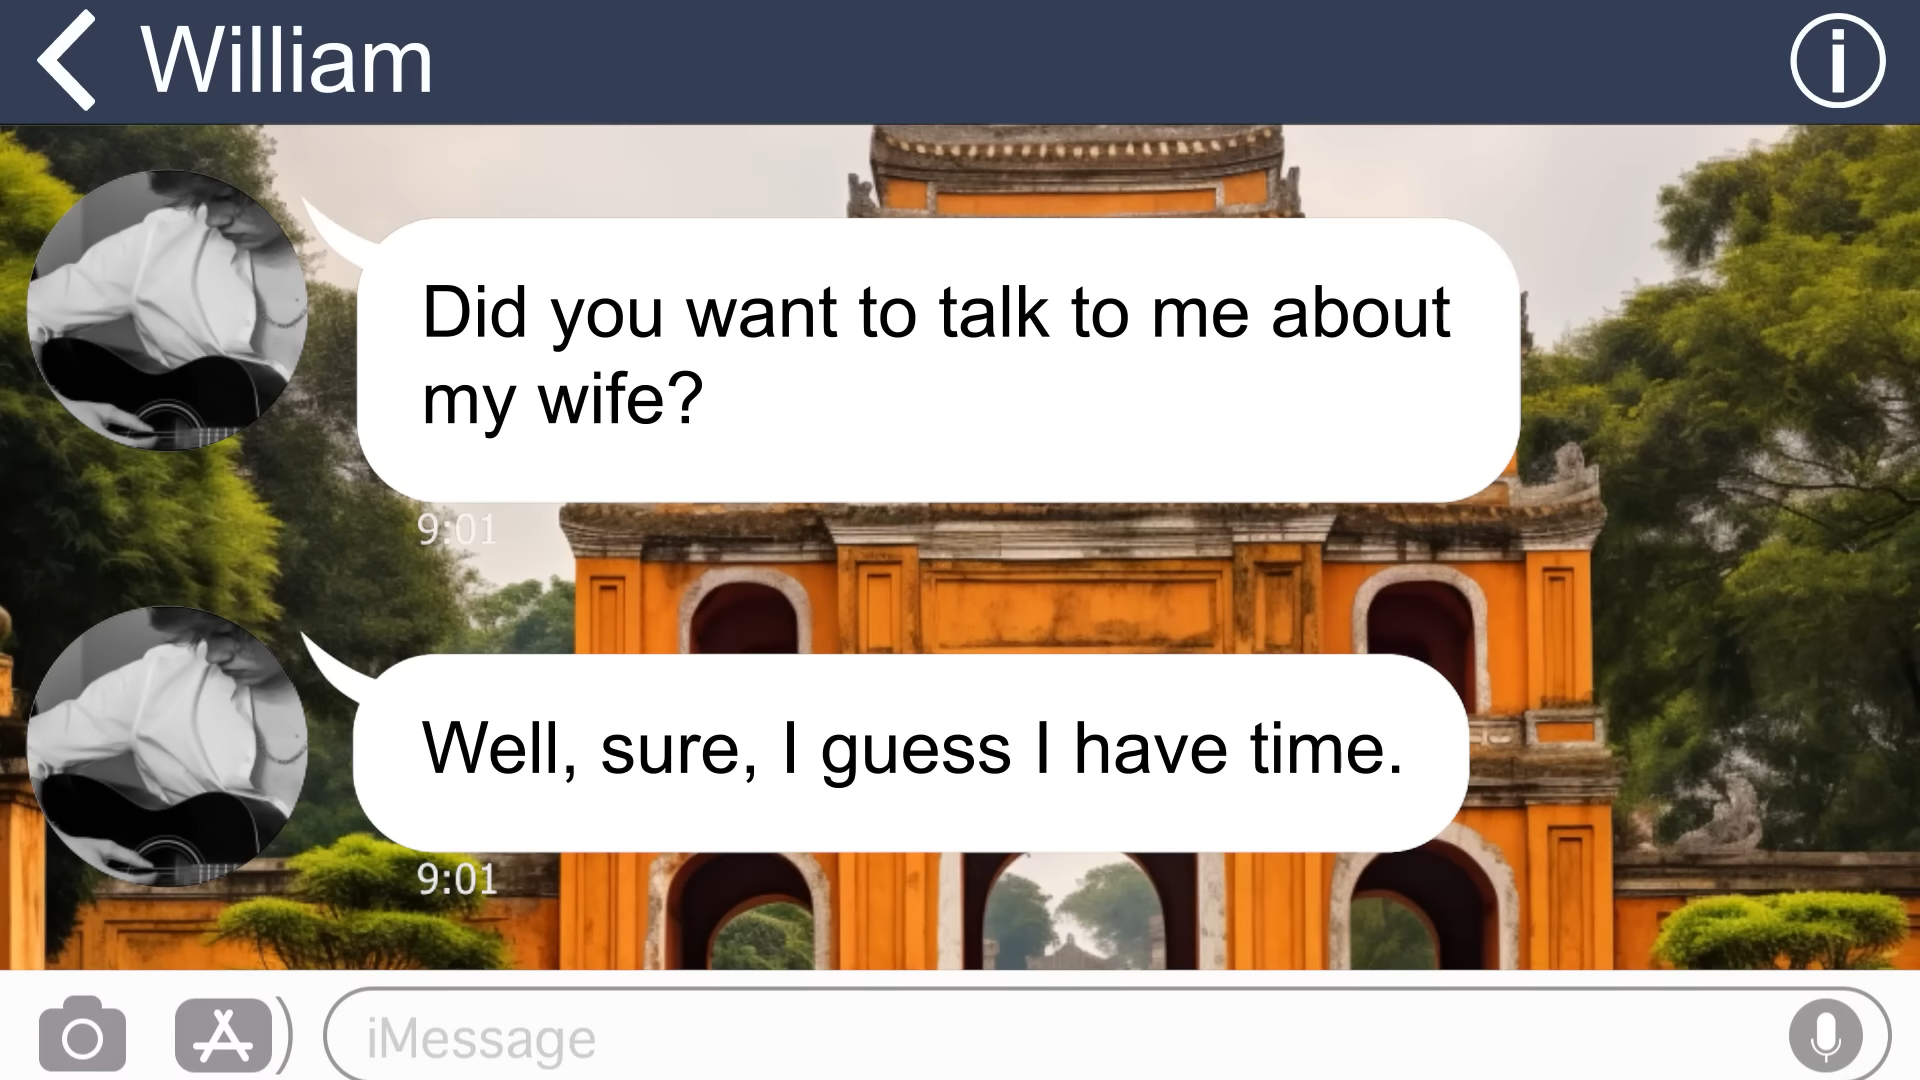 William
Did you want to talk to me about
my wife?
9:01
Well, sure, I guess I have time.
9:01
iMessage